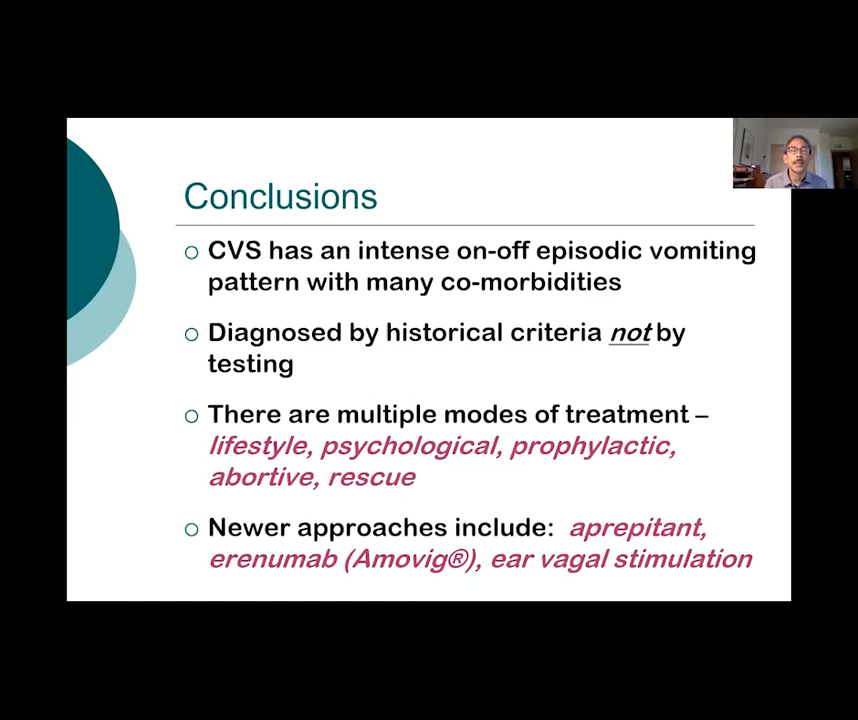 Conclusions
CVS has an intense on-off episodic vomiting
pattern with many co-morbidities
Diagnosed by historical criteria not by
testing
There are multiple modes of treatment –
lifestyle, psychological, prophylactic,
abortive, rescue
Newer approaches include: aprepitant,
erenumab (Amovig®), ear vagal stimulation